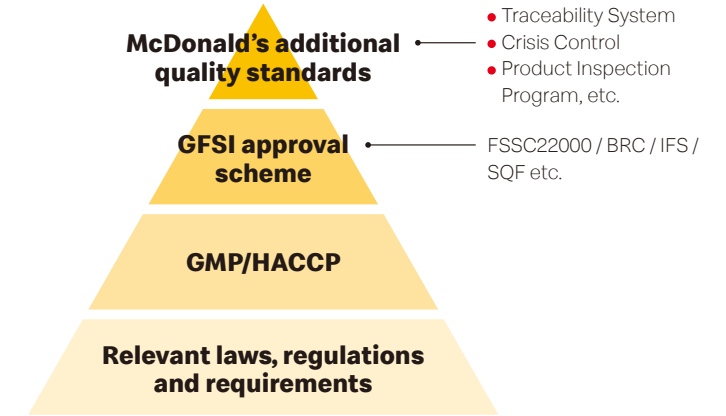 McDonald's additional
quality standards
• Traceability System
• Crisis Control
• Product Inspection
Program, etc.
GFSI approval
scheme
FSSC22000 / BRC / IFS /
SQF etc.
GMP/HACCP
Relevant laws, regulations
and requirements